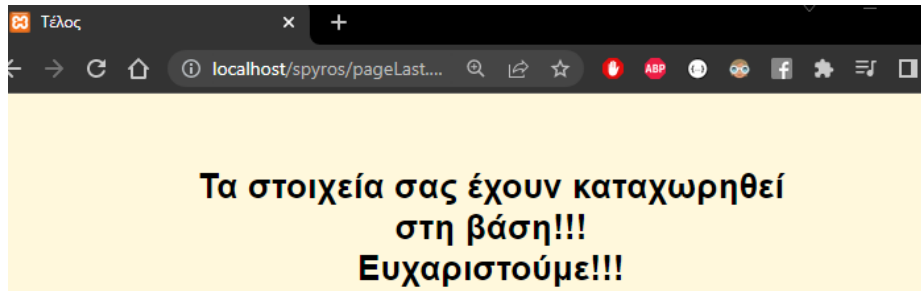 Τέλος
localhost/spyros/pageLast....
ABP
Τα στοιχεία σας έχουν καταχωρηθεί
στη βάση!!!
Ευχαριστούμε!!!